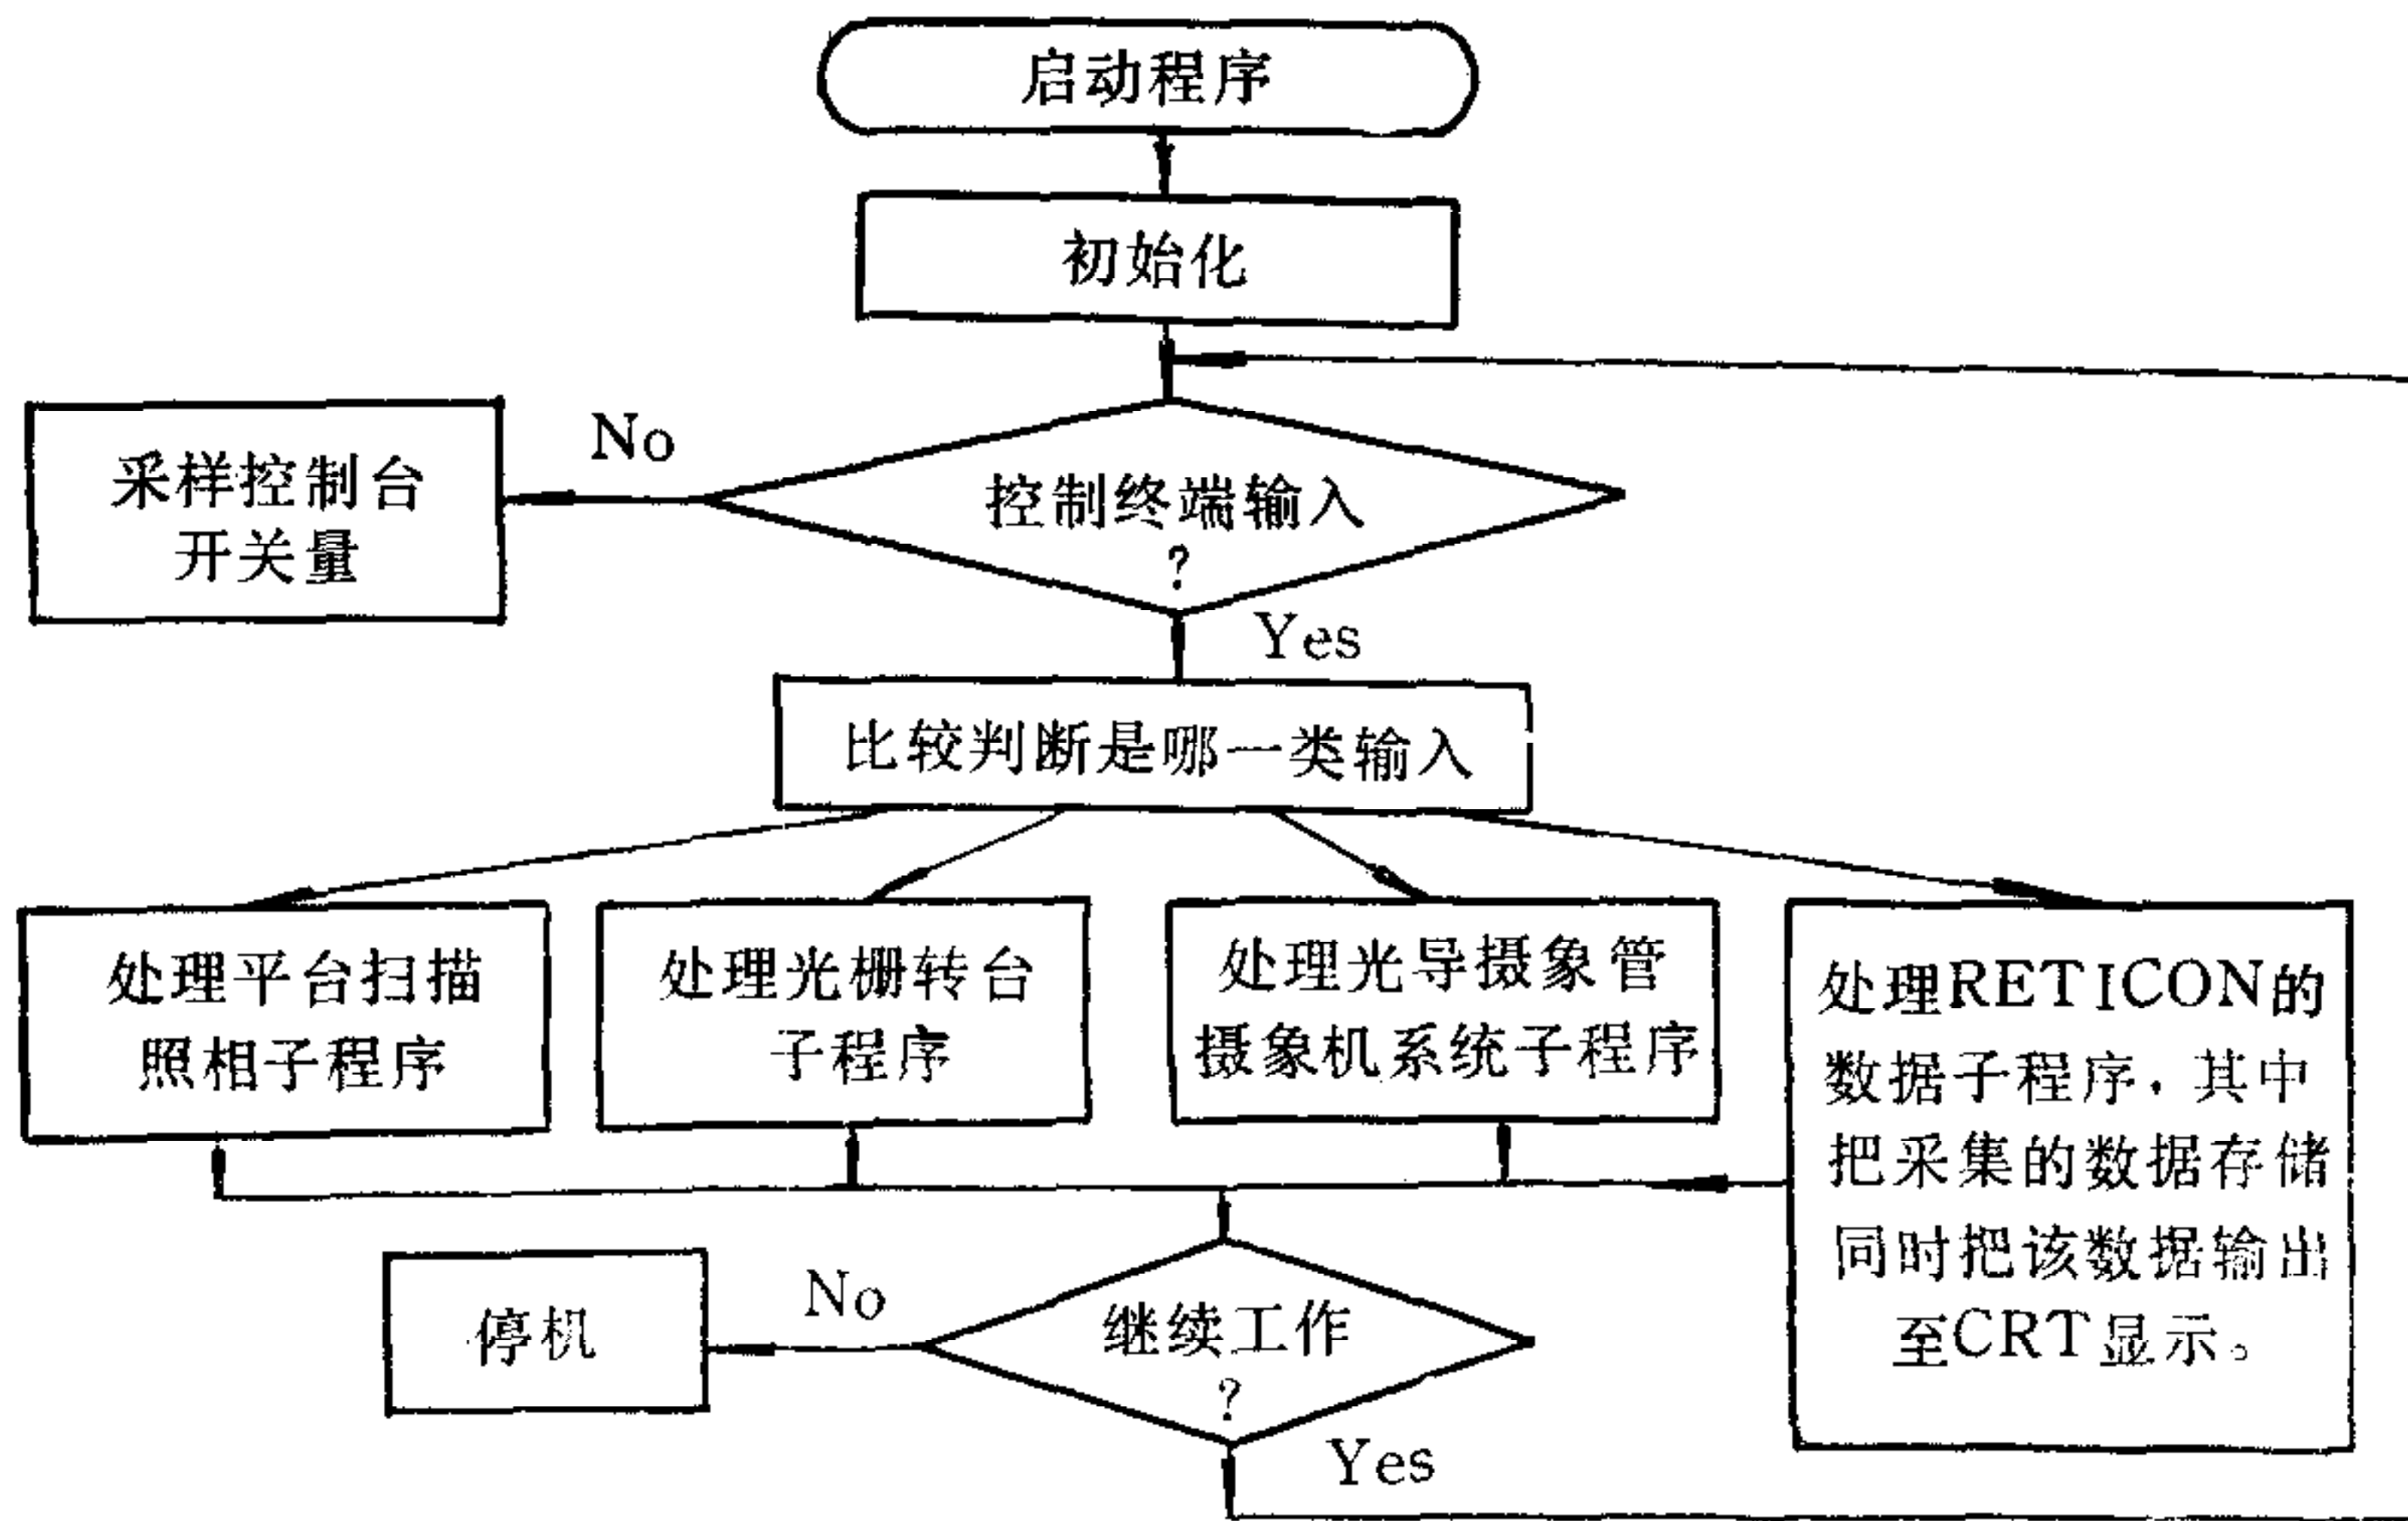 启动程序
初始化
No
采样控制台
开关量
控制终端输入
?
Yes
比较判断是哪一类输入
处理平台扫描
照相子程序
处理光栅转台
子程序
处理光导摄象管
摄象机系统子程序
处理RETICON的
数据子程序，其中
把采集的数据存储
同时把该数据输出
至CRT显示。
停机
No
继续工作
?
Yes